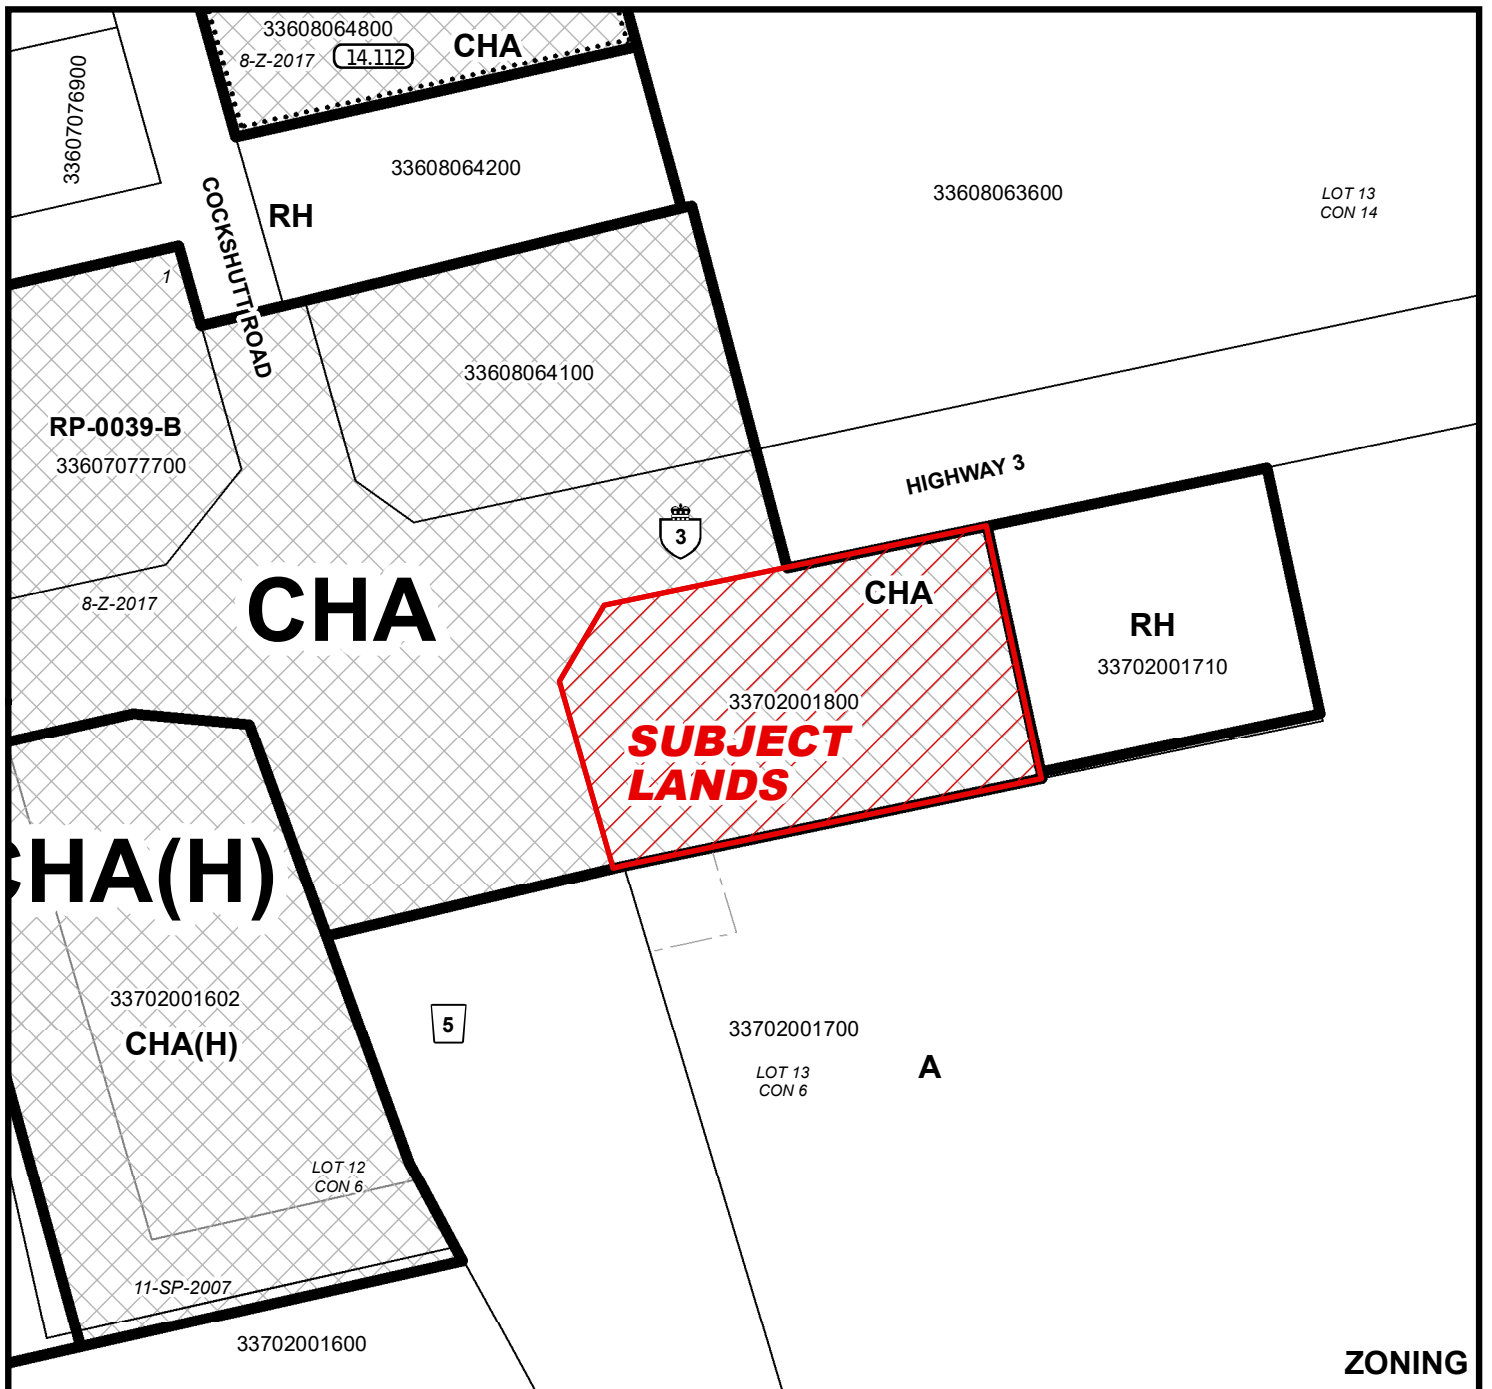 33608064800
8-Z-2017
14.112
CHA
33607076900
33608064200
33608063600
LOT 13
CON 14
RH
COCKSHUTT ROAD
1
33608064100
RP-0039-B
33607077700
HIGHWAY 3
3
8-Z-2017
CHA
CHA
RH
33702001710
33702001800
SUBJECT
LANDS
CHA(H)
33702001602
CHA(H)
5
33702001700
LOT 13
CON 6
A
LOT 12
CON 6
11-SP-2007
33702001600
ZONING